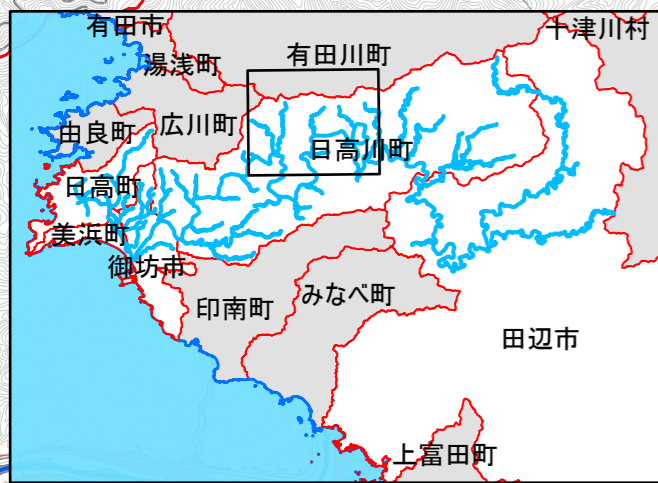 有田市
十津川村
有田川町
湯浅町
由良町
広川町
日高川町
日高町
美浜町
御坊市
印南町
みなべ町
田辺市
上富田町